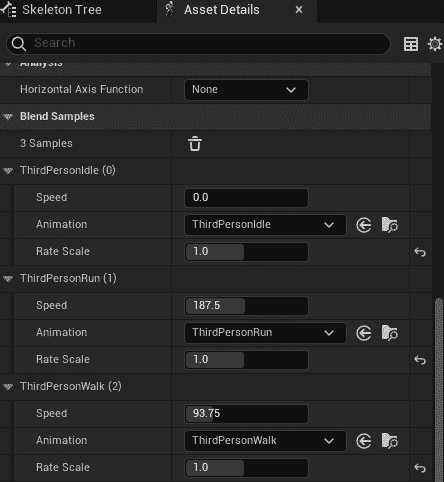 Skeleton Tree
Asset Details
Search
Analysis
Horizontal Axis Function None
Blend Samples
3 Samples
ThirdPersonIdle (0)
Speed 0.0
Animation ThirdPersonIdle
Rate Scale 1.0
ThirdPersonRun (1)
Speed 187.5
Animation ThirdPersonRun
Rate Scale 1.0
ThirdPersonWalk (2)
Speed 93.75
Animation ThirdPersonWalk
Rate Scale 1.0